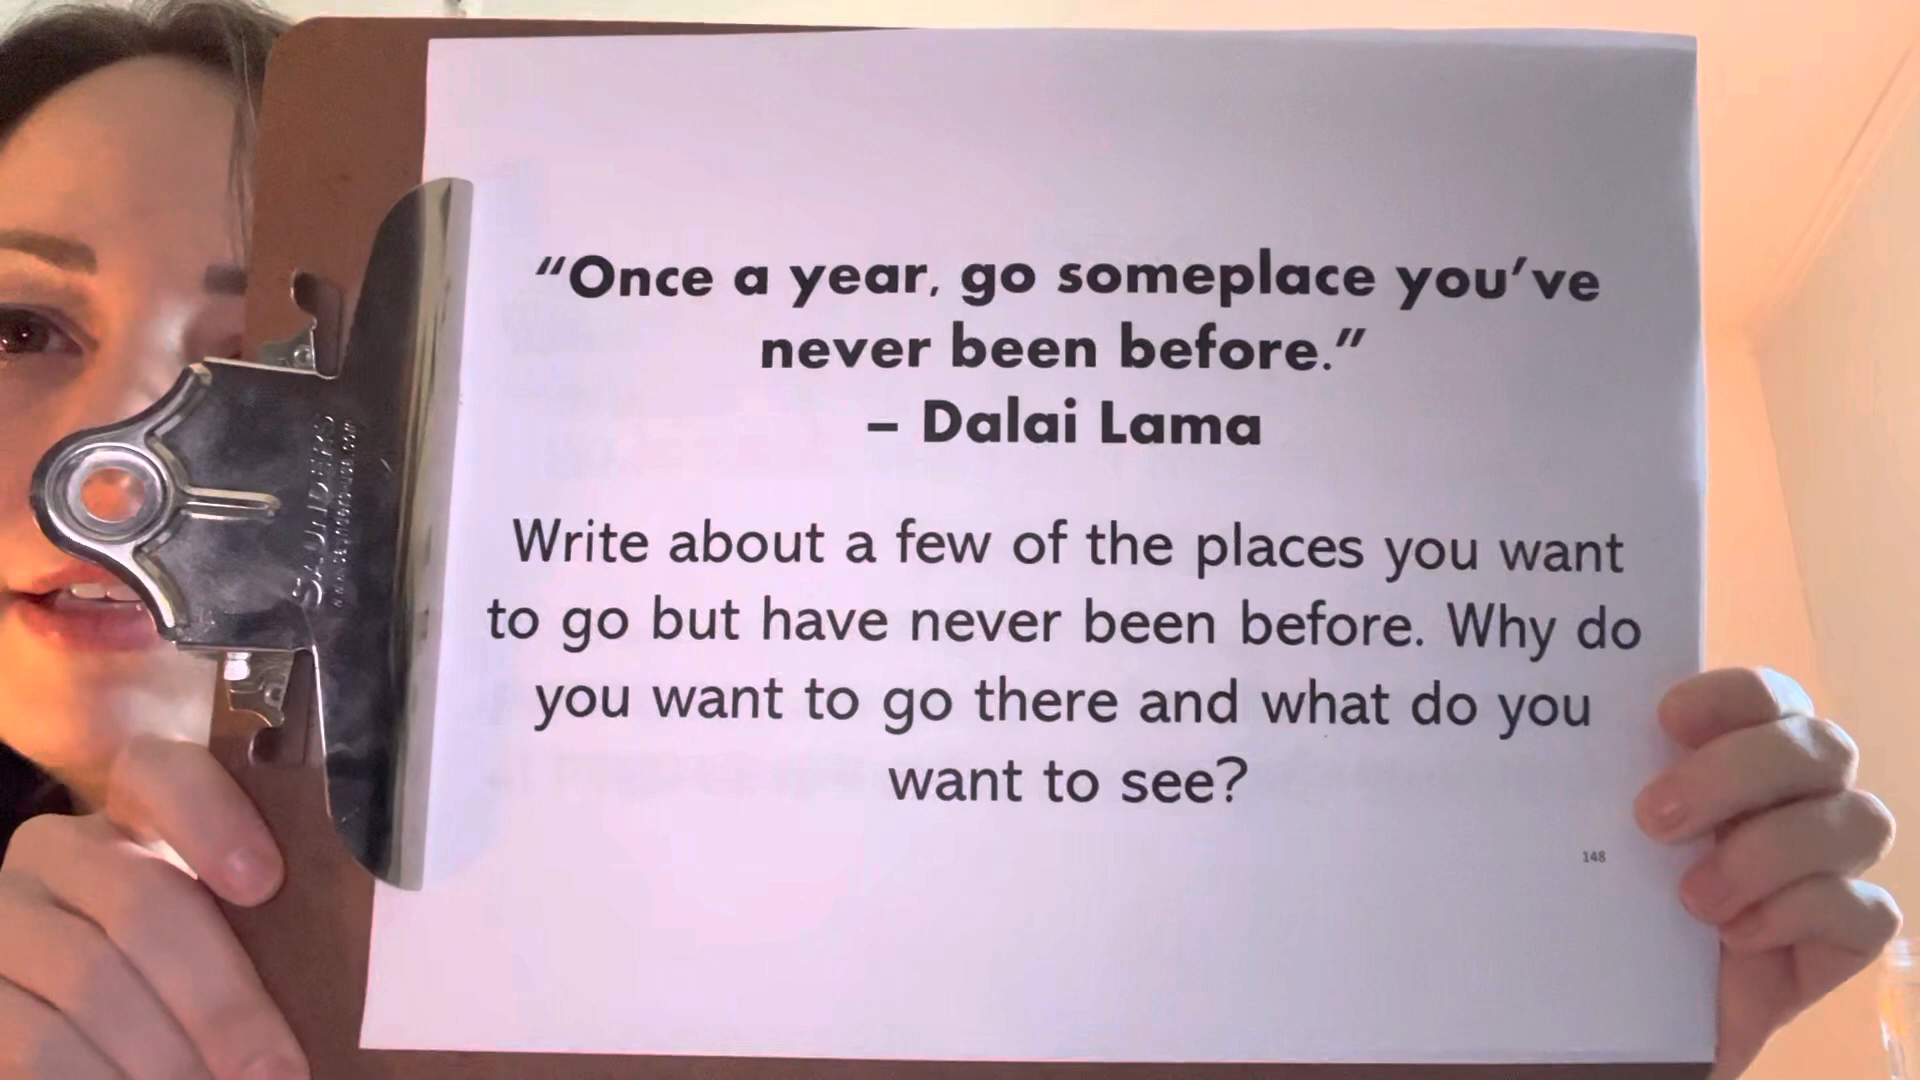 “Once a year, go someplace you’ve
never been before.”
– Dalai Lama
Write about a few of the places you want
to go but have never been before. Why do
you want to go there and what do you
want to see?
148
SAUNDERS